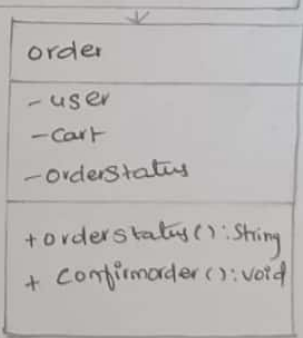 order
- user
- Cart
- Orderstatus
+ orderstatus() : String
+ Confirmorder () : void